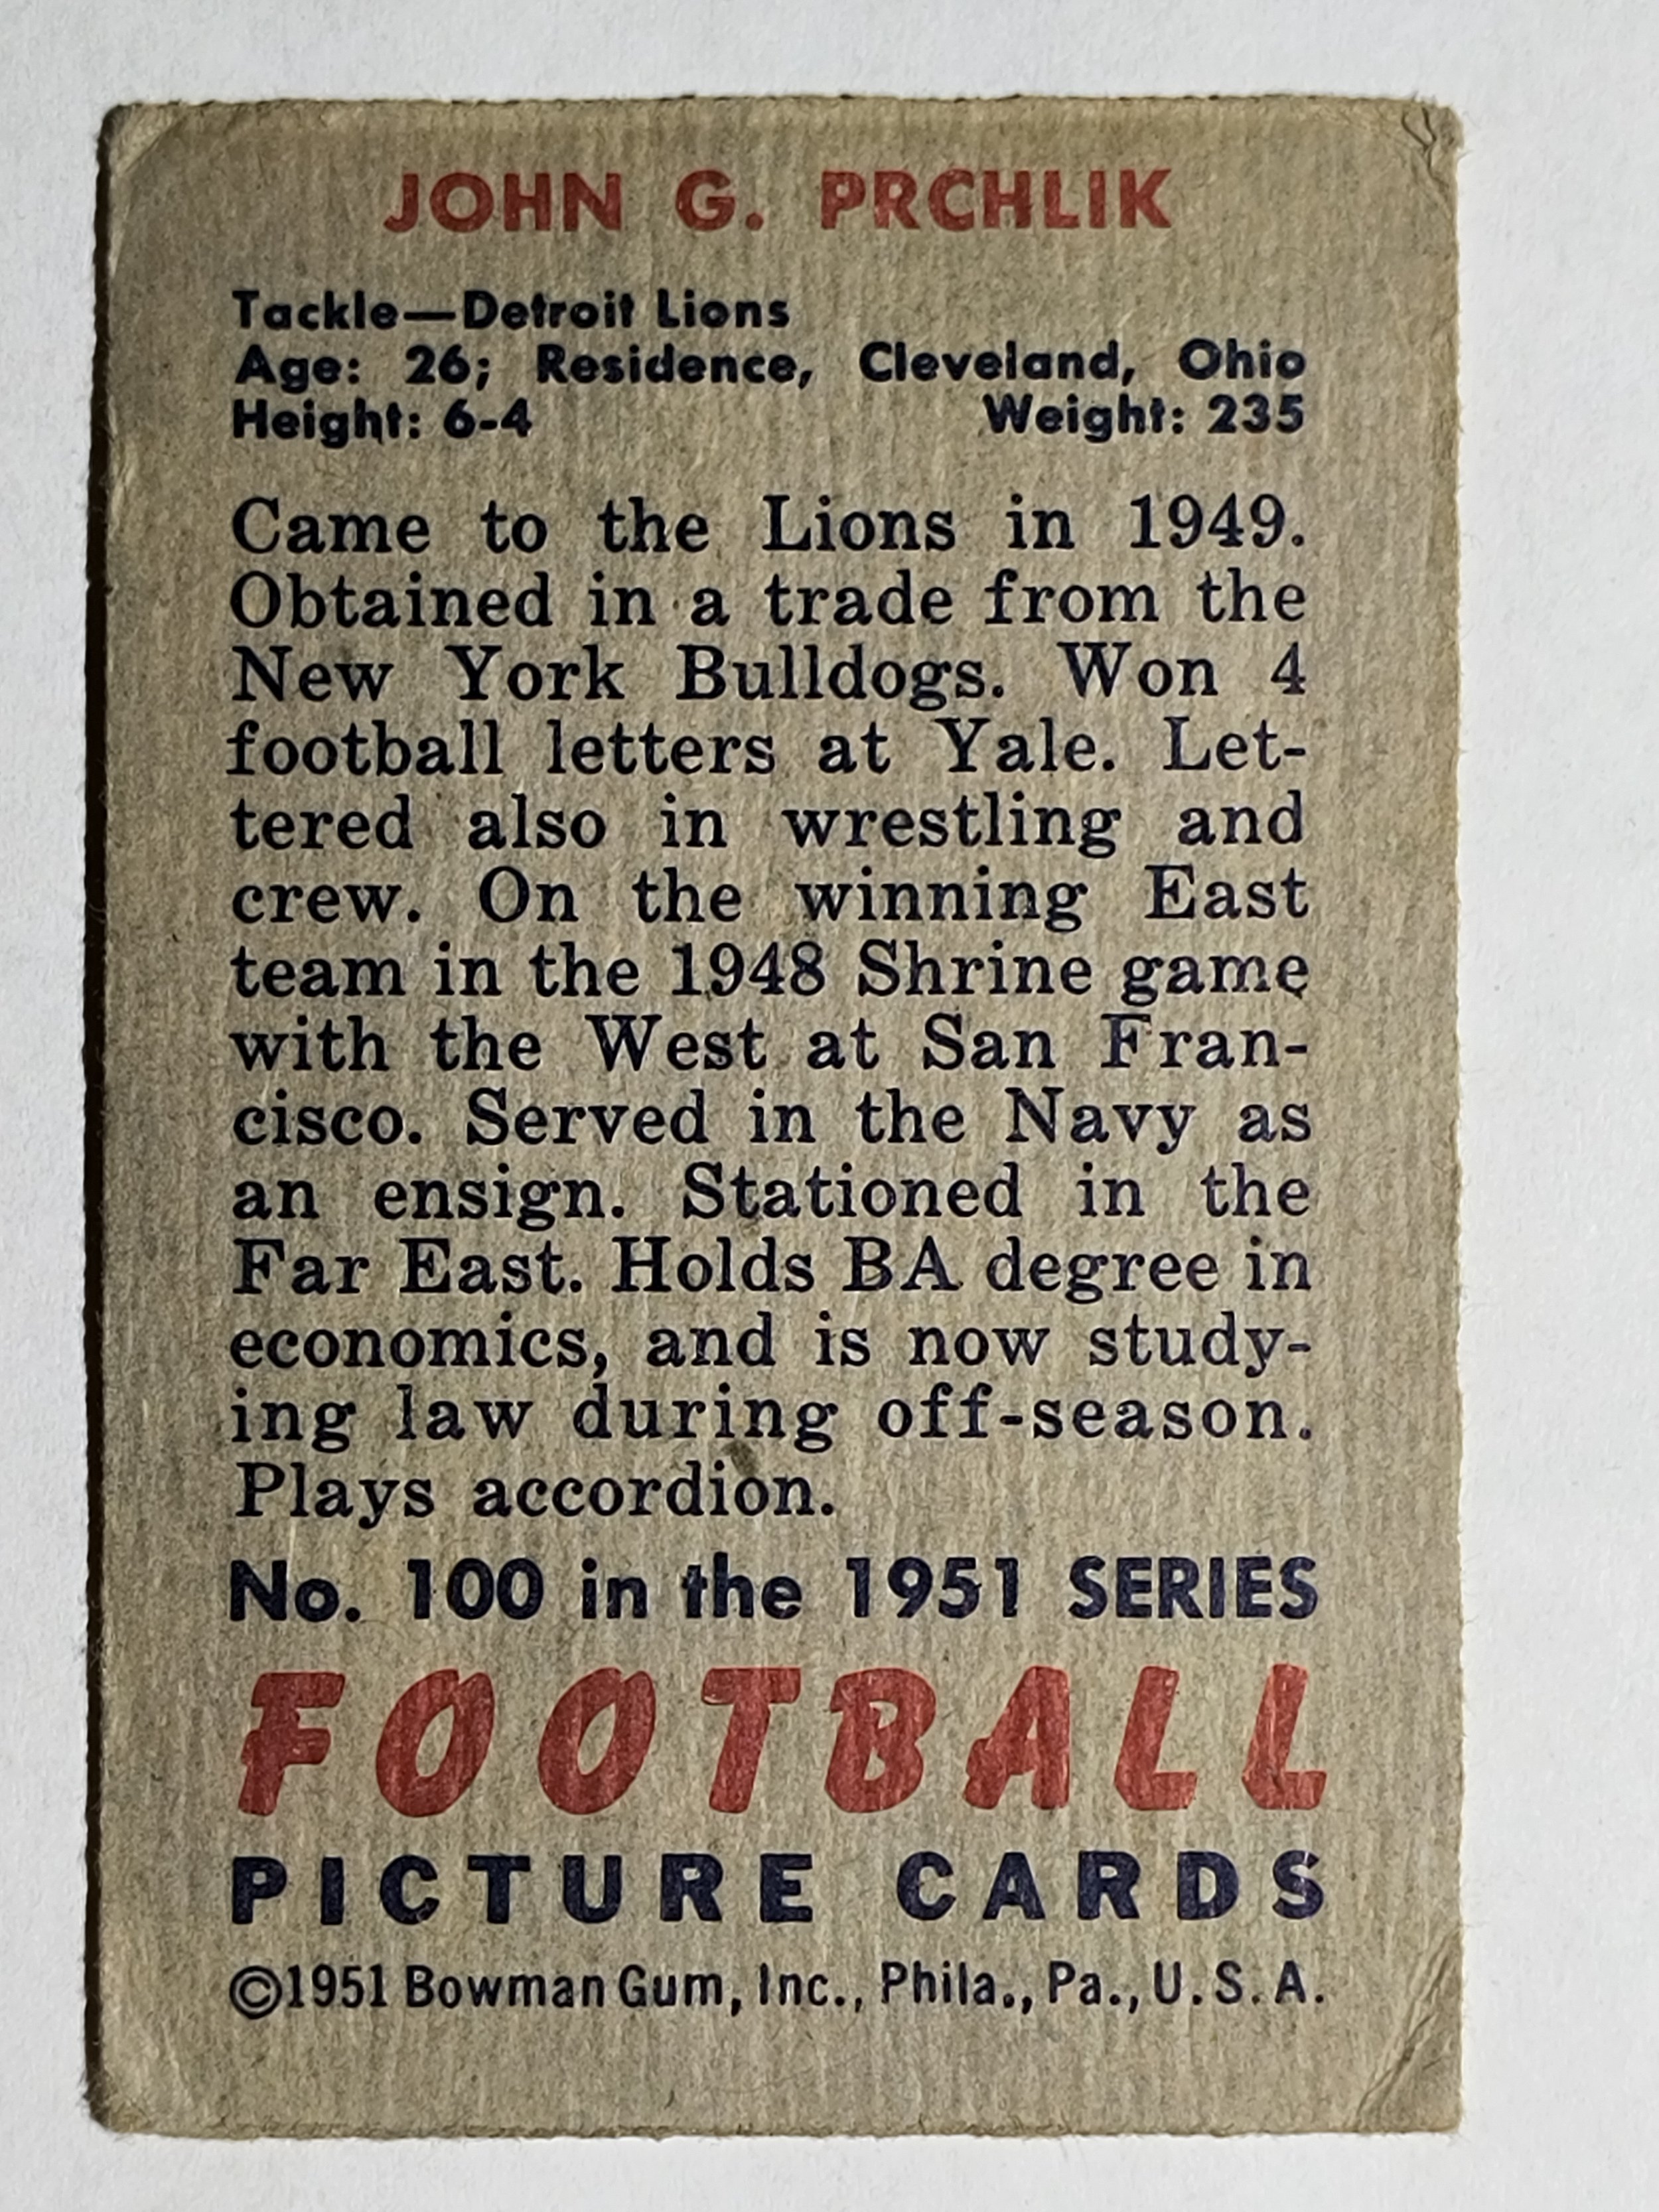 JOHN G. PRCHLIK
Tackle—Detroit Lions
Age: 26; Residence, Cleveland, Ohio
Height: 6-4 Weight: 235
Came to the Lions in 1949.
Obtained in a trade from the
New York Bulldogs. Won 4
football letters at Yale. Let-
tered also in wrestling and
crew. On the winning East
team in the 1948 Shrine game
with the West at San Fran-
cisco. Served in the Navy as
an ensign. Stationed in the
Far East. Holds BA degree in
economics, and is now study-
ing law during off-season.
Plays accordion.
No. 100 in the 1951 SERIES
FOOTBALL
PICTURE CARDS
©1951 Bowman Gum, Inc., Phila., Pa., U.S.A.